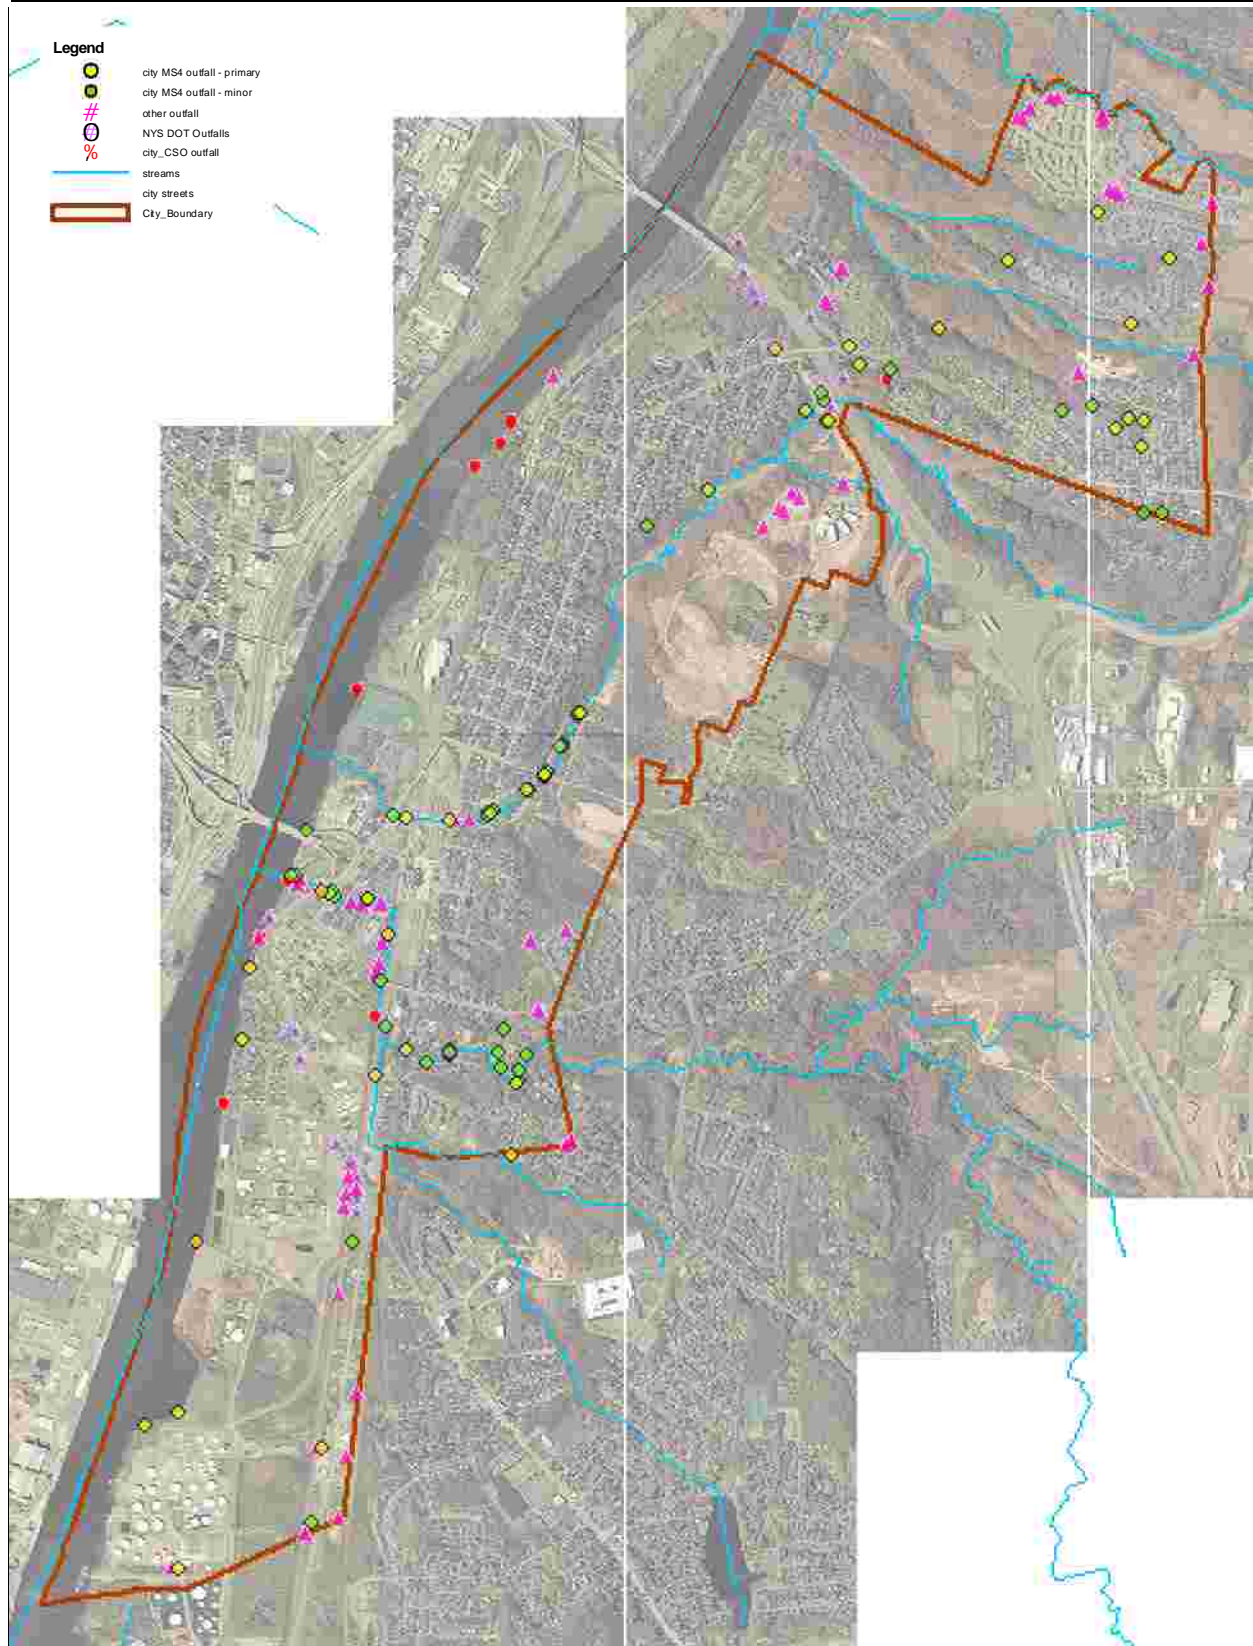 Legend
city MS4 outfall - primary
city MS4 outfall - minor
# other outfall
# NYS DOT Outfalls
% city_CSO outfall
streams
city streets
City_Boundary